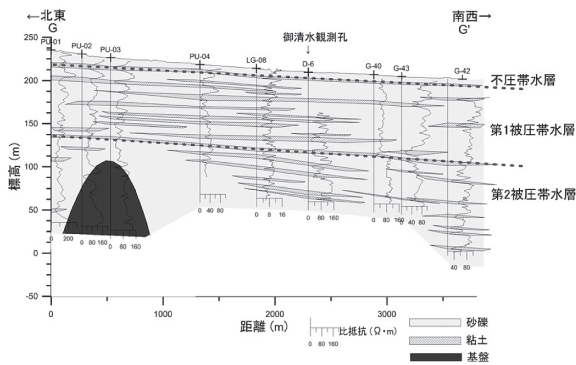 ←北東
南西→
G
G'
御清水観測孔
↓
PU-01
PU-02
PU-03
PU-04
LG-08
D-6
G-40
G-43
G-42
不圧帯水層
第1被圧帯水層
第2被圧帯水層
標高(m)
250
200
150
100
50
0
-50
0 200
0 80 160
0 80 160
0 40 80
0 8 16
0 80 160
0 80 160
0 40 80
40 80
0
1000
2000
3000
距離(m)
比抵抗(Ω・m)
0 80 160
砂礫
粘土
基盤